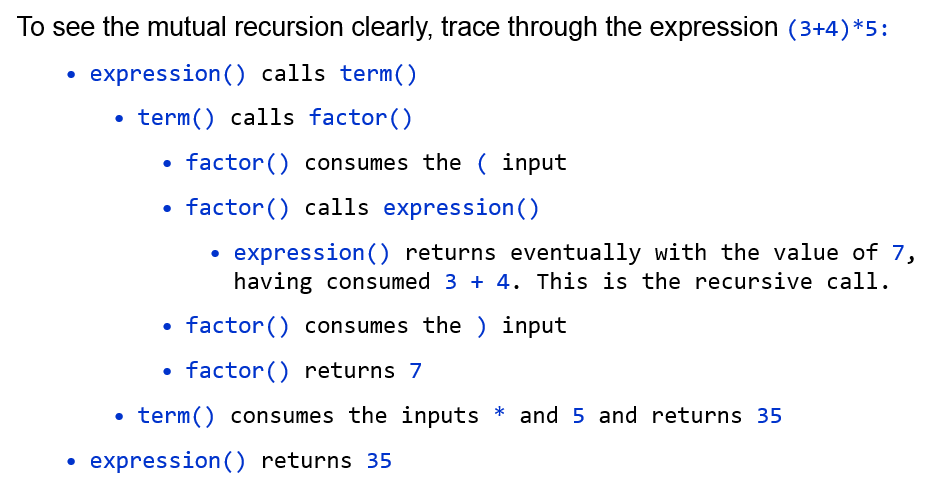 To see the mutual recursion clearly, trace through the expression (3+4)*5:
• expression() calls term()
• term() calls factor()
• factor() consumes the ( input
• factor() calls expression()
• expression() returns eventually with the value of 7,
having consumed 3 + 4. This is the recursive call.
• factor() consumes the ) input
• factor() returns 7
• term() consumes the inputs * and 5 and returns 35
• expression() returns 35